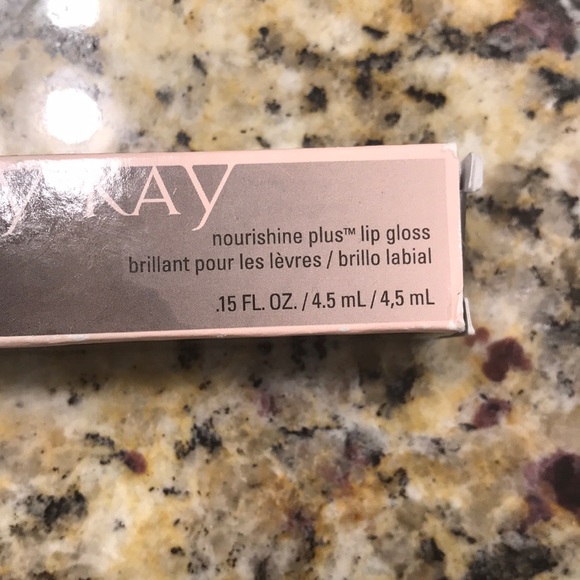 y KAY
nourishine plus™ lip gloss
brillant pour les lèvres / brillo labial
.15 FL. OZ. / 4.5 mL / 4,5 mL